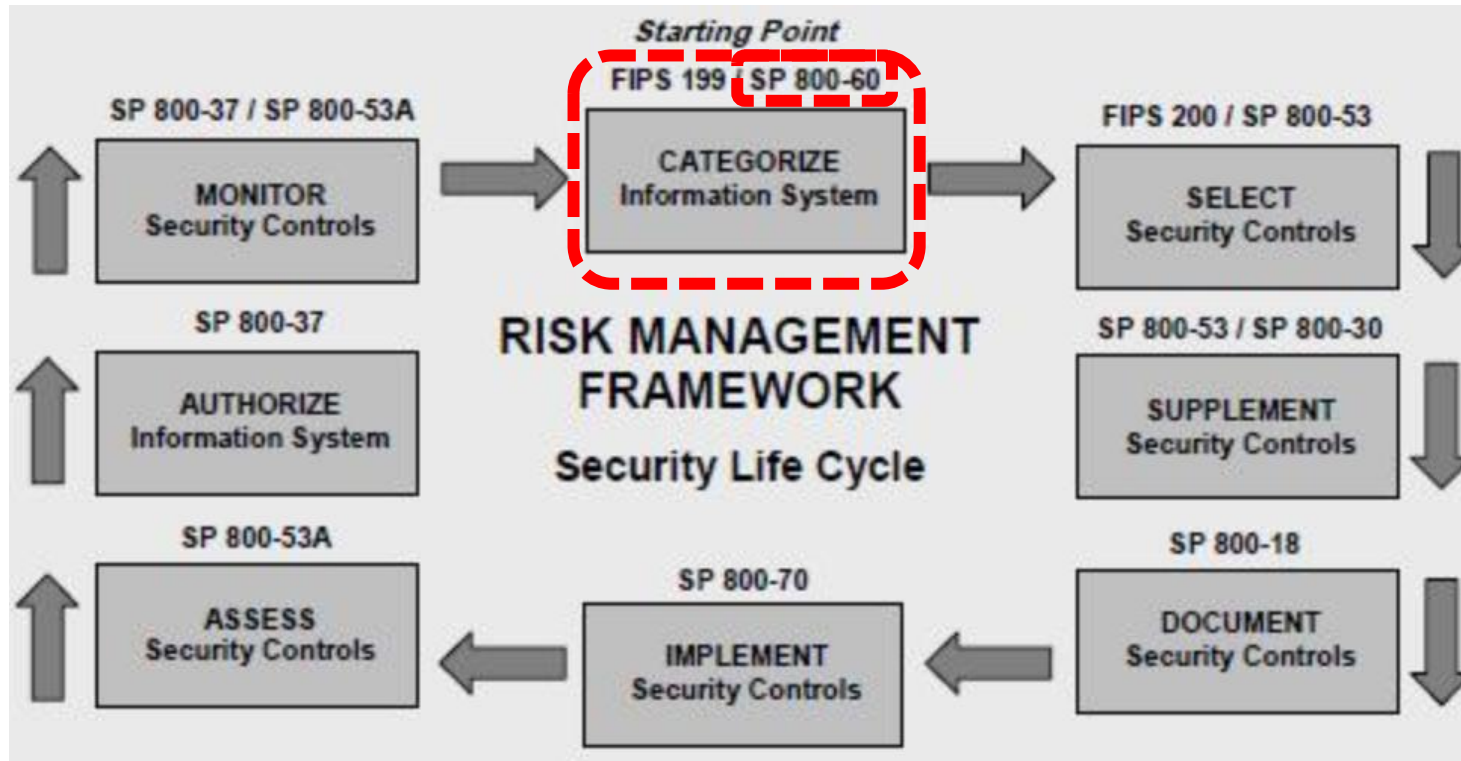 Starting Point
FIPS 199 / SP 800-60
CATEGORIZE
Information System
FIPS 200 / SP 800-53
SELECT
Security Controls
SP 800-53 / SP 800-30
SUPPLEMENT
Security Controls
SP 800-18
DOCUMENT
Security Controls
SP 800-70
IMPLEMENT
Security Controls
SP 800-53A
ASSESS
Security Controls
SP 800-37
AUTHORIZE
Information System
SP 800-37 / SP 800-53A
MONITOR
Security Controls
RISK MANAGEMENT
FRAMEWORK
Security Life Cycle